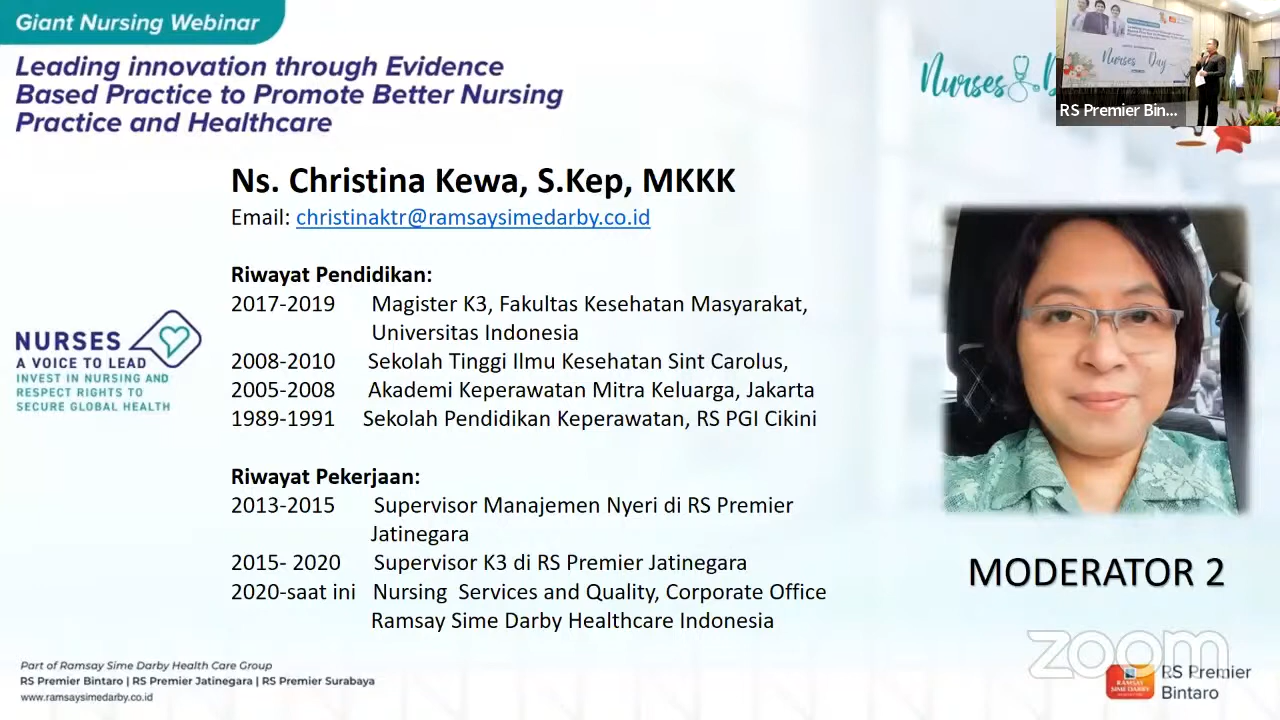 Giant Nursing Webinar
Leading innovation through Evidence
Based Practice to Promote Better Nursing
Practice and Healthcare
Nurses
RS Premier Bin...
Nurses Day
Ns. Christina Kewa, S.Kep, MKKK
Email: christinaktr@ramsaysimedarby.co.id
Riwayat Pendidikan:
2017-2019 Magister K3, Fakultas Kesehatan Masyarakat,
Universitas Indonesia
2008-2010 Sekolah Tinggi Ilmu Kesehatan Sint Carolus,
2005-2008 Akademi Keperawatan Mitra Keluarga, Jakarta
1989-1991 Sekolah Pendidikan Keperawatan, RS PGI Cikini
NURSES
A VOICE TO LEAD
INVEST IN NURSING AND
RESPECT RIGHTS TO
SECURE GLOBAL HEALTH
Riwayat Pekerjaan:
2013-2015 Supervisor Manajemen Nyeri di RS Premier
Jatinegara
2015- 2020 Supervisor K3 di RS Premier Jatinegara
2020-saat ini Nursing Services and Quality, Corporate Office
Ramsay Sime Darby Healthcare Indonesia
MODERATOR 2
zoom
Part of Ramsay Sime Darby Health Care Group
RS Premier Bintaro | RS Premier Jatinegara | RS Premier Surabaya
www.ramsaysimedarby.co.id
RAMSAY
SIME DARBY
RS Premier
Bintaro